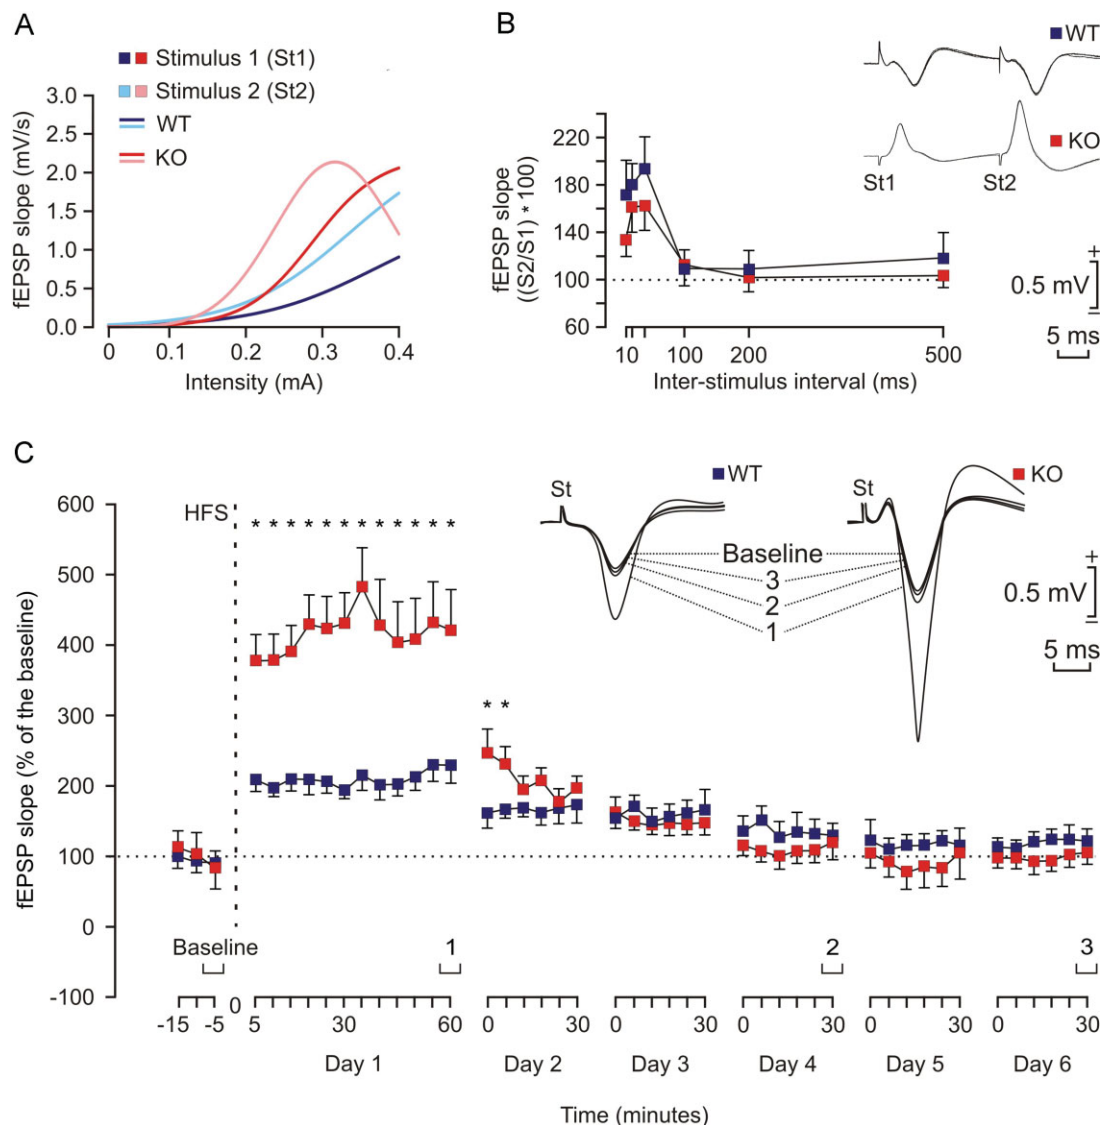 A
Stimulus 1 (St1)
Stimulus 2 (St2)
WT
KO
fEPSP slope (mV/s)
3.0
2.5
2.0
1.5
1.0
0.5
0.0
0 0.1 0.2 0.3 0.4
Intensity (mA)
B
WT
KO
St1 St2
fEPSP slope
((S2/S1) * 100)
220
180
140
100
60
10 100 200 500
Inter-stimulus interval (ms)
+
0.5 mV
–
5 ms
C
WT
KO
St St
HFS
* * * * * * * * * * * *
Baseline
3
2
1
+
0.5 mV
–
5 ms
* *
fEPSP slope (% of the baseline)
600
500
400
300
200
100
0
-100
Baseline 1 2 3
-15 -5 0 5 30 60 0 30 0 30 0 30 0 30 0 30
Day 1 Day 2 Day 3 Day 4 Day 5 Day 6
Time (minutes)